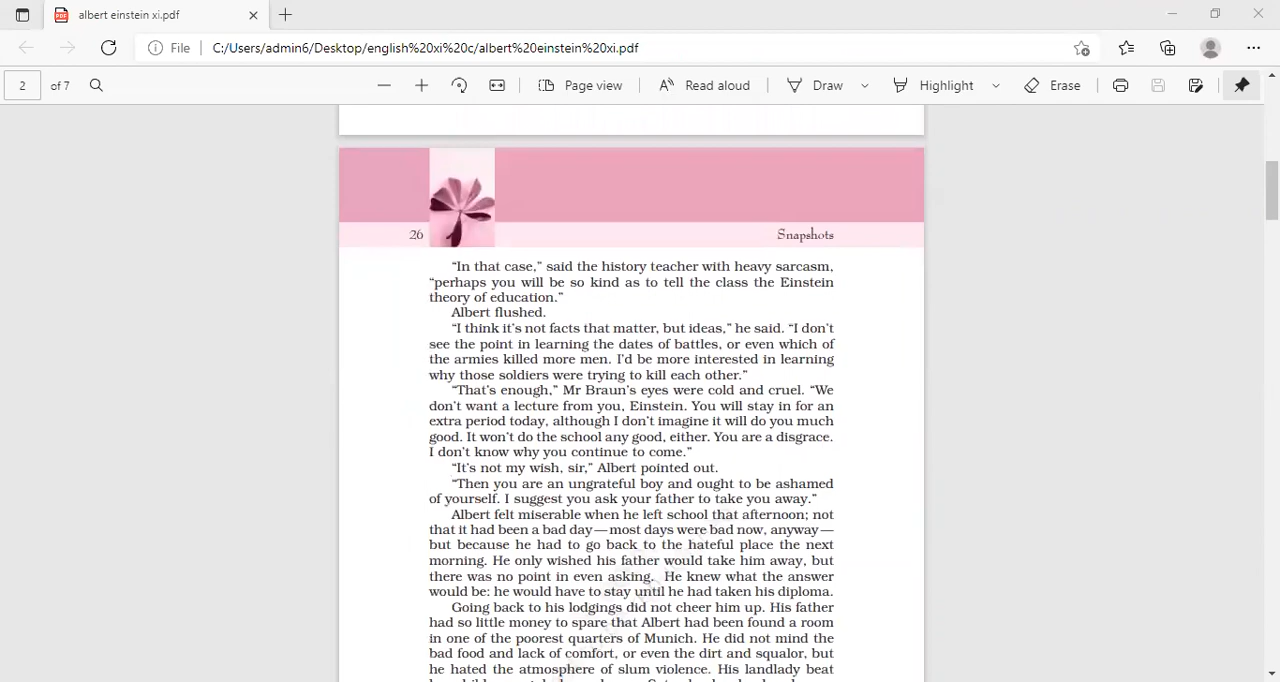 albert einstein xi.pdf
File C:/Users/admin6/Desktop/english%20xi%20c/albert%20einstein%20xi.pdf
2 of 7 Page view Read aloud Draw Highlight Erase
26 Snapshots
“In that case,” said the history teacher with heavy sarcasm,
“perhaps you will be so kind as to tell the class the Einstein
theory of education.”
Albert flushed.
“I think it’s not facts that matter, but ideas,” he said. “I don’t
see the point in learning the dates of battles, or even which of
the armies killed more men. I’d be more interested in learning
why those soldiers were trying to kill each other.”
“That’s enough,” Mr Braun’s eyes were cold and cruel. “We
don’t want a lecture from you, Einstein. You will stay in for an
extra period today, although I don’t imagine it will do you much
good. It won’t do the school any good, either. You are a disgrace.
I don’t know why you continue to come.”
“It’s not my wish, sir,” Albert pointed out.
“Then you are an ungrateful boy and ought to be ashamed
of yourself. I suggest you ask your father to take you away.”
Albert felt miserable when he left school that afternoon; not
that it had been a bad day—most days were bad now, anyway—
but because he had to go back to the hateful place the next
morning. He only wished his father would take him away, but
there was no point in even asking. He knew what the answer
would be: he would have to stay until he had taken his diploma.
Going back to his lodgings did not cheer him up. His father
had so little money to spare that Albert had been found a room
in one of the poorest quarters of Munich. He did not mind the
bad food and lack of comfort, or even the dirt and squalor, but
he hated the atmosphere of slum violence. His landlady beat